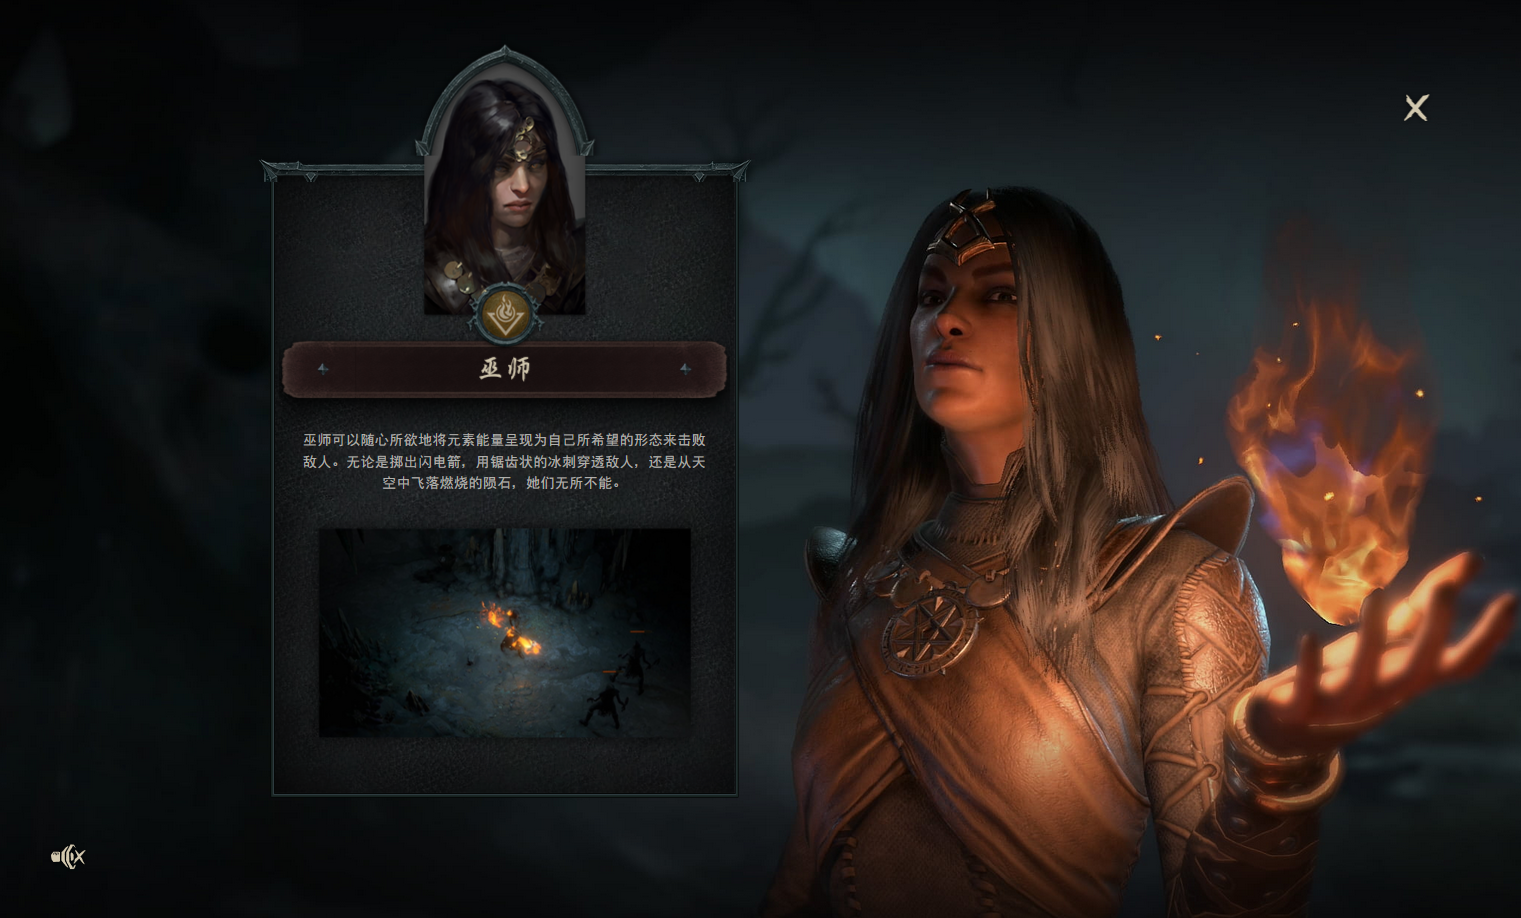 巫师
巫师可以随心所欲地将元素能量呈现为自己所希望的形态来击败
敌人。无论是掷出闪电箭，用锯齿状的冰刺穿透敌人，还是从天
空中飞落燃烧的陨石，她们无所不能。